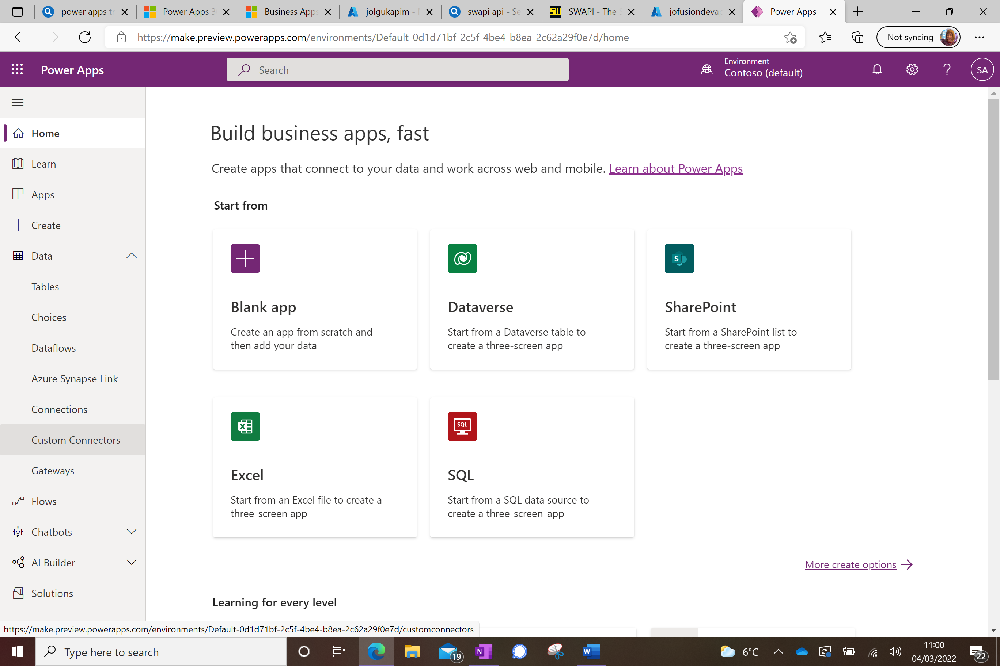 power apps tr
Power Apps 3
Business Apps
jolgukapim -
swapi api - Se
SWAPI - The S
jofusiondevap
Power Apps
https://make.preview.powerapps.com/environments/Default-0d1d71bf-2c5f-4be4-b8ea-2c62a29f0e7d/home
Not syncing
Power Apps
Search
Environment
Contoso (default)
SA
Home
Learn
Apps
Create
Data
Tables
Choices
Dataflows
Azure Synapse Link
Connections
Custom Connectors
Gateways
Flows
Chatbots
AI Builder
Solutions
Build business apps, fast
Create apps that connect to your data and work across web and mobile. Learn about Power Apps
Start from
Blank app
Create an app from scratch and
then add your data
Dataverse
Start from a Dataverse table to
create a three-screen app
S
SharePoint
Start from a SharePoint list to
create a three-screen app
X
Excel
Start from an Excel file to create a
three-screen app
SQL
SQL
Start from a SQL data source to
create a three-screen-app
More create options
Learning for every level
https://make.preview.powerapps.com/environments/Default-0d1d71bf-2c5f-4be4-b8ea-2c62a29f0e7d/customconnectors
Type here to search
19
N
W
6°C
11:00
04/03/2022
22